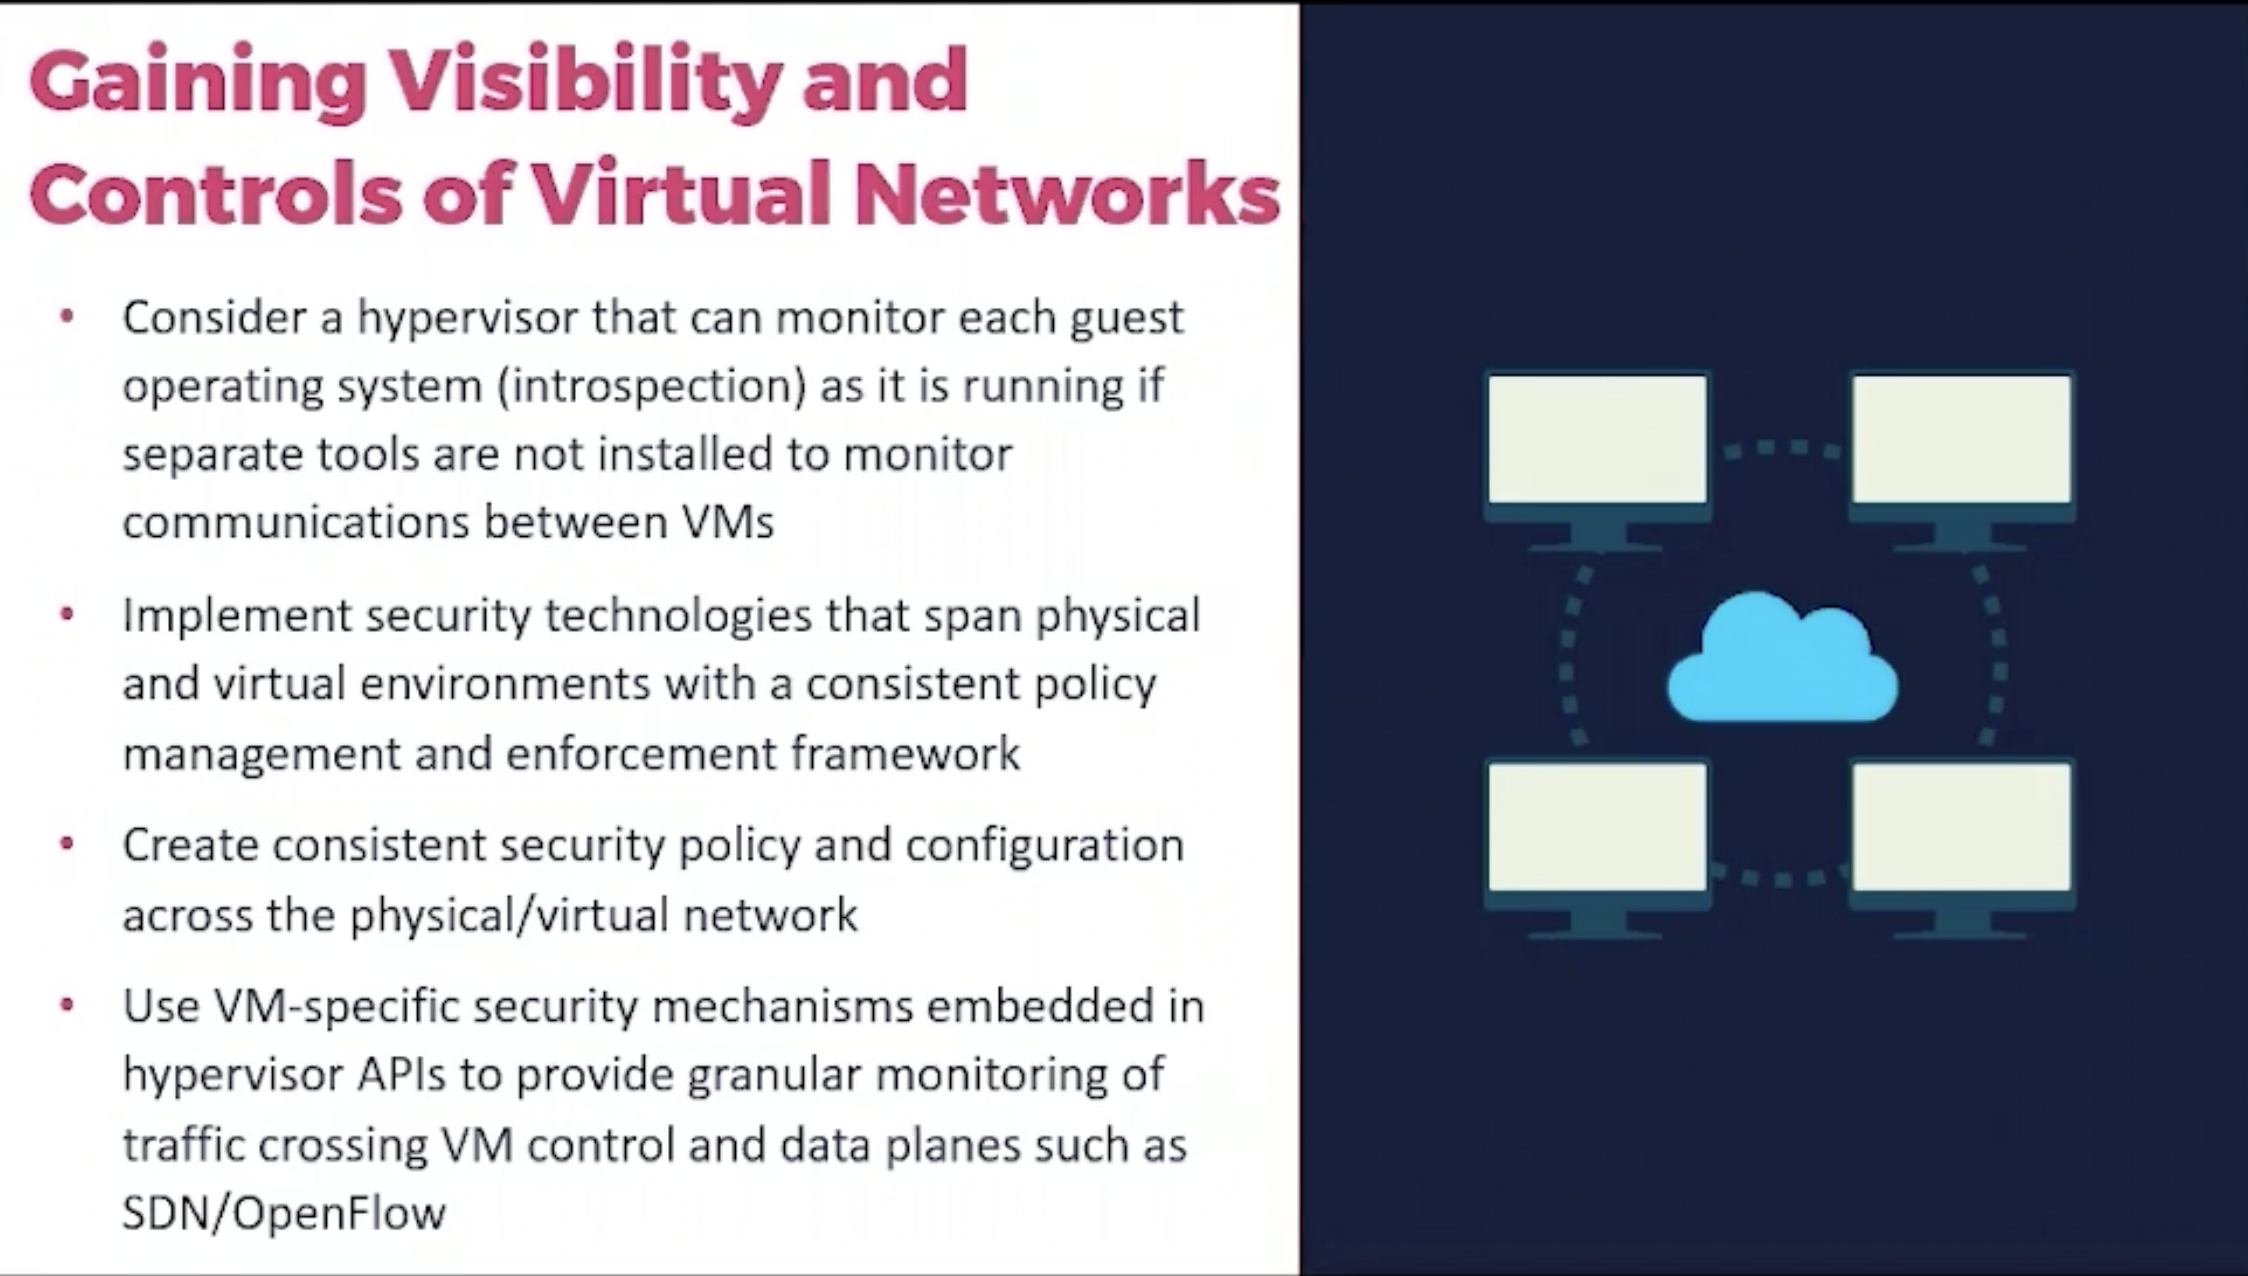 Gaining Visibility and
Controls of Virtual Networks
• Consider a hypervisor that can monitor each guest
operating system (introspection) as it is running if
separate tools are not installed to monitor
communications between VMs
• Implement security technologies that span physical
and virtual environments with a consistent policy
management and enforcement framework
• Create consistent security policy and configuration
across the physical/virtual network
• Use VM-specific security mechanisms embedded in
hypervisor APIs to provide granular monitoring of
traffic crossing VM control and data planes such as
SDN/OpenFlow